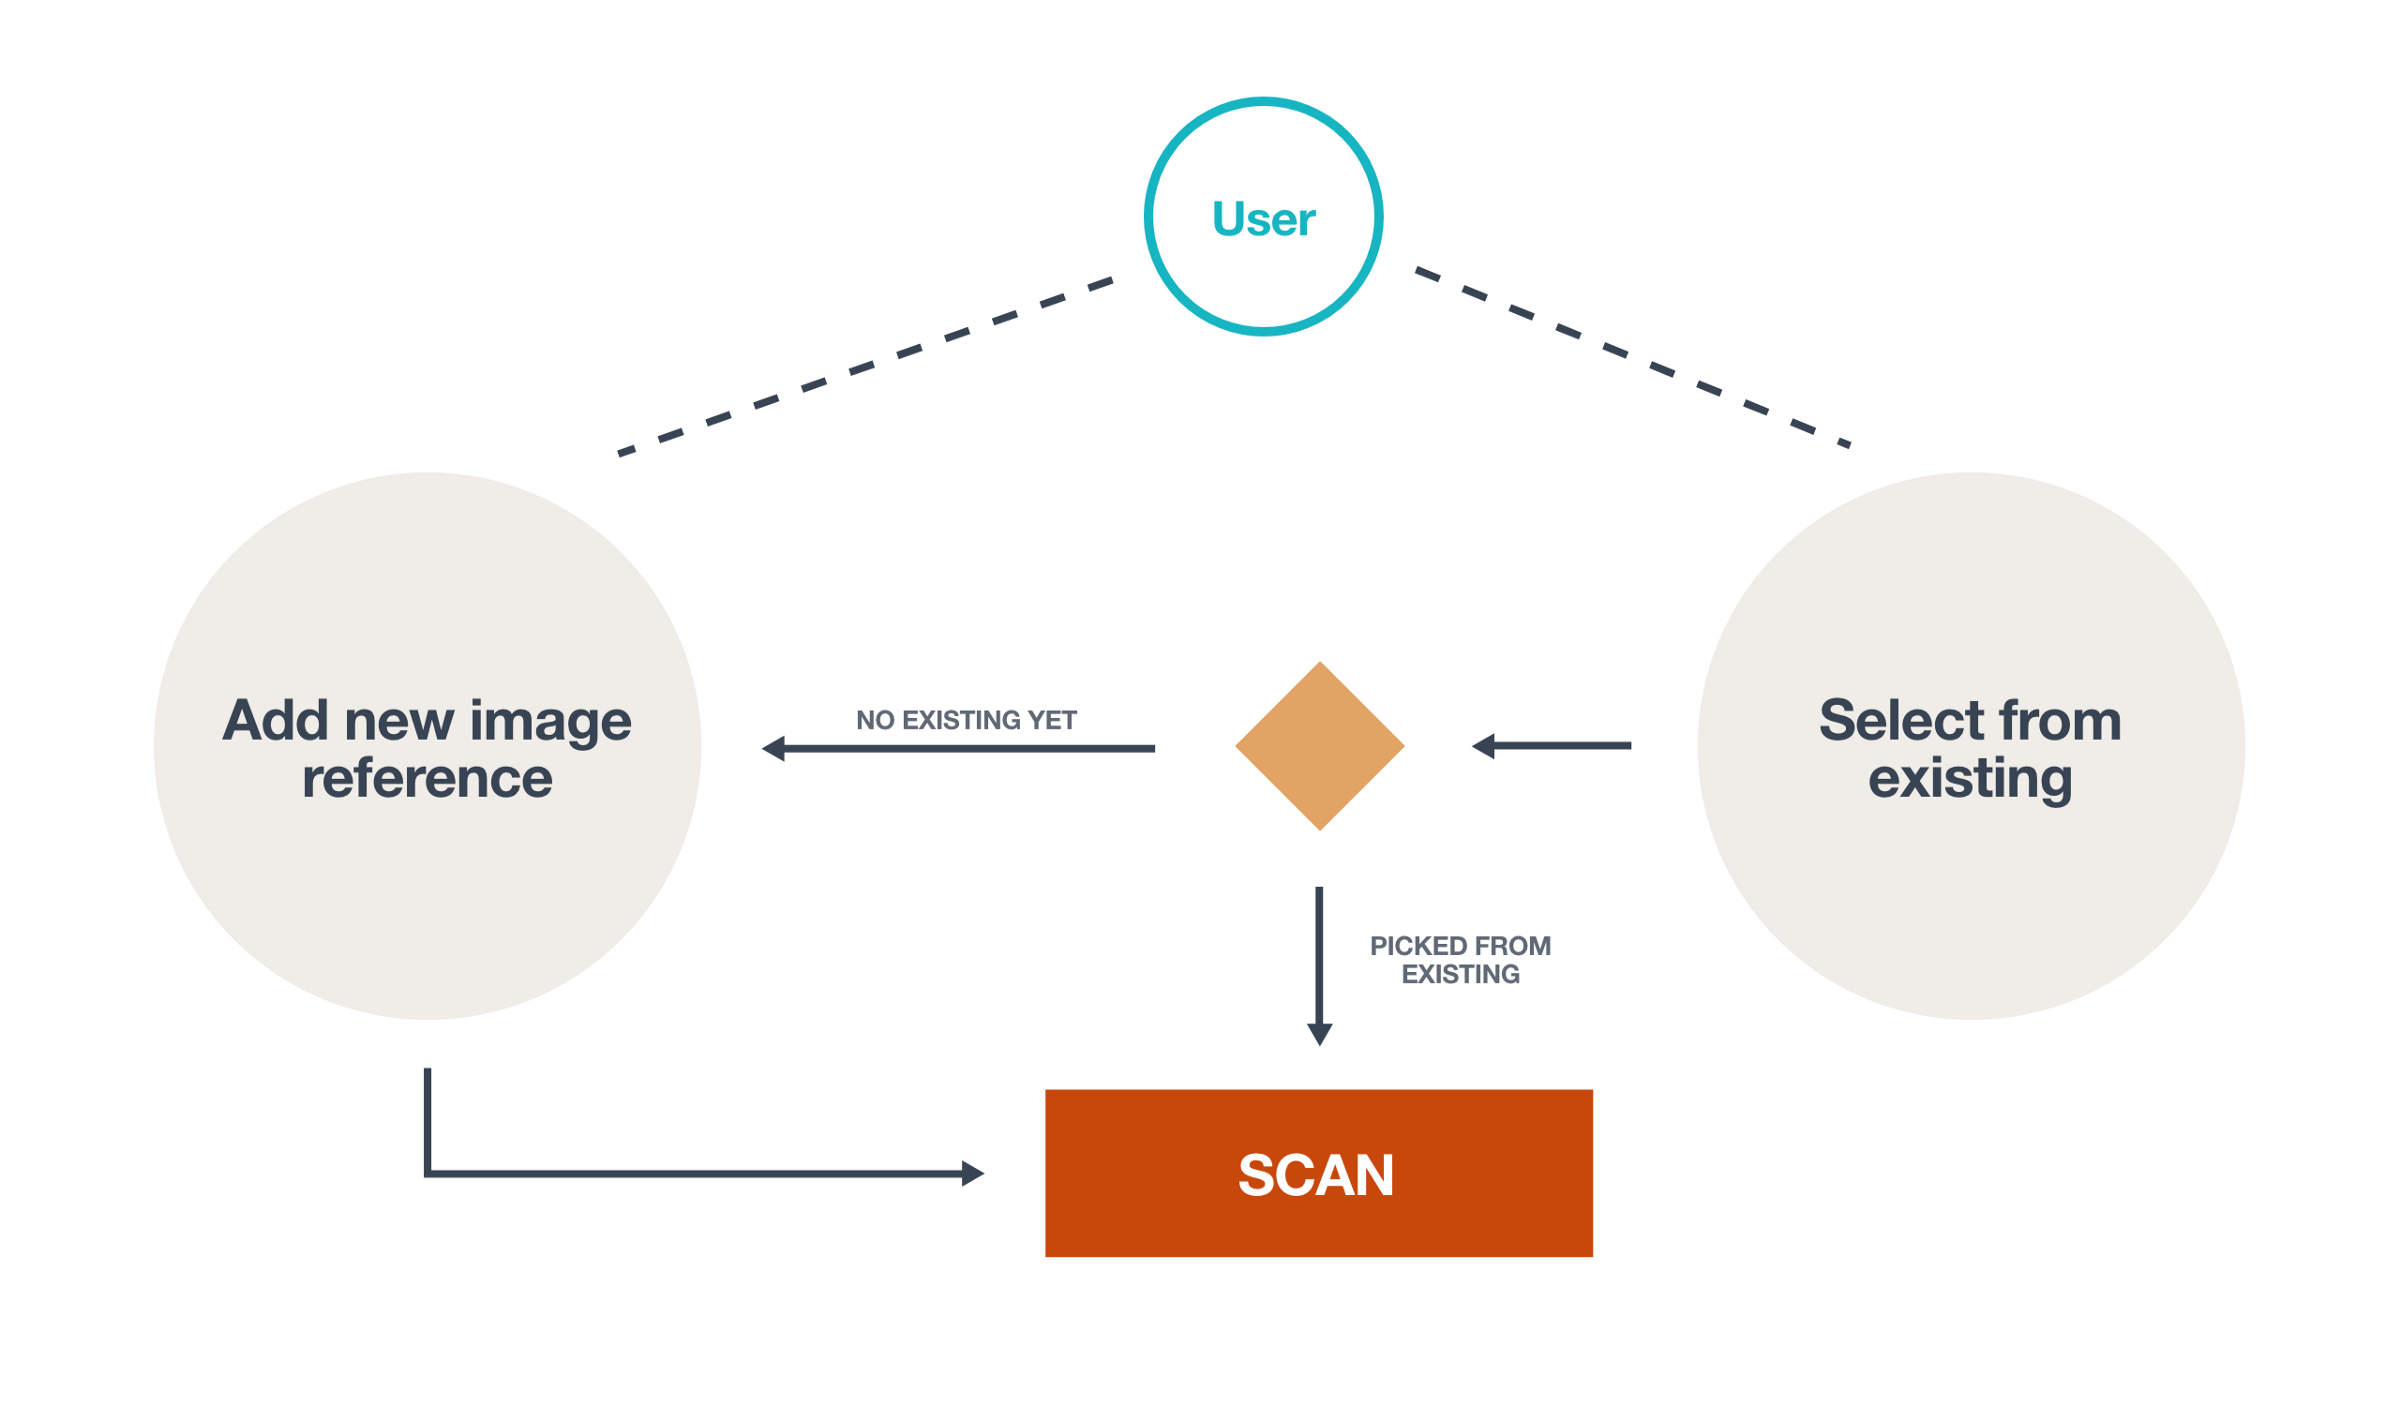 User
Add new image
reference
NO EXISTING YET
Select from
existing
PICKED FROM
EXISTING
SCAN